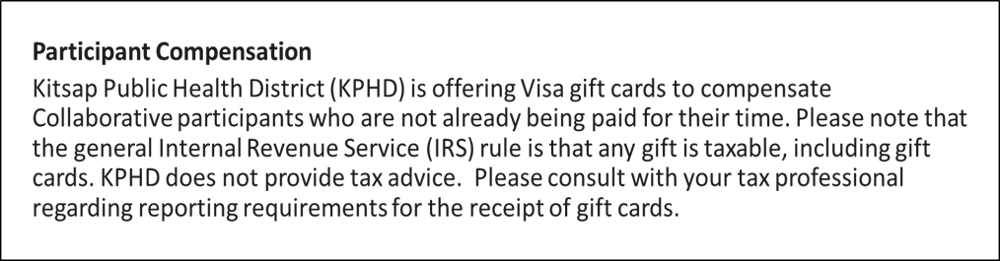 Participant Compensation
Kitsap Public Health District (KPHD) is offering Visa gift cards to compensate
Collaborative participants who are not already being paid for their time. Please note that
the general Internal Revenue Service (IRS) rule is that any gift is taxable, including gift
cards. KPHD does not provide tax advice.  Please consult with your tax professional
regarding reporting requirements for the receipt of gift cards.